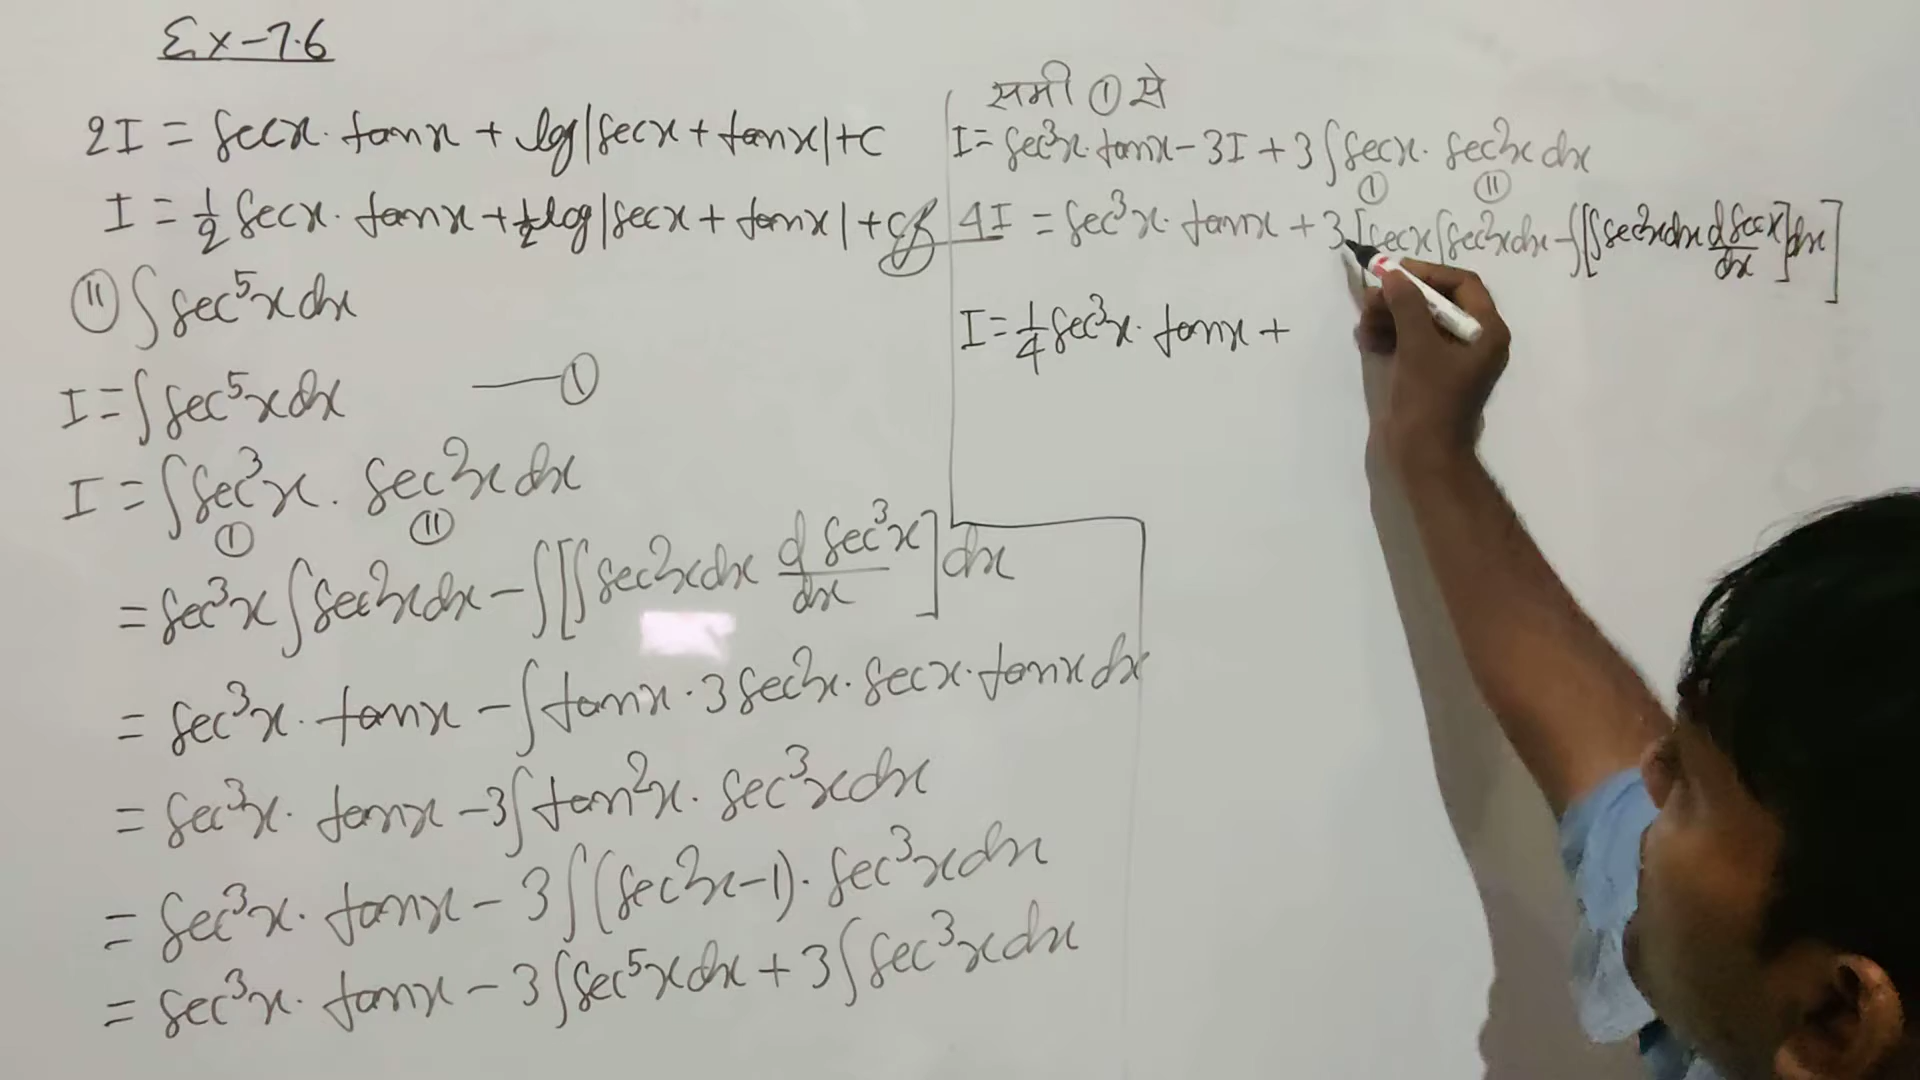 Ex-7.6
2I = secx. tanx + log|secx + tanx|+C
I = 1/2 secx. tanx + 1/2 log|secx + tanx|+C
(II) ∫ sec⁵x dx
I = ∫ sec⁵x dx —— (1)
I = ∫ sec³x . sec²x dx
(I) (II)
= sec³x ∫ sec²x dx - ∫[∫ sec²x dx d sec³x/dx] dx
= sec³x. tanx - ∫ tanx . 3 sec²x. secx. tanx dx
= sec³x. tanx - 3∫ tan²x. sec³x dx
= sec³x. tanx - 3∫(sec²x-1). sec³x dx
= sec³x. tanx - 3∫sec⁵x dx + 3∫ sec³x dx
समी (1) से
I = sec³x. tanx - 3I + 3∫ secx. sec²x dx
(I) (II)
4I = sec³x. tanx + 3[secx∫sec²x dx - ∫[∫sec²x dx d secx/dx] dx]
I = 1/4 sec³x. tanx +